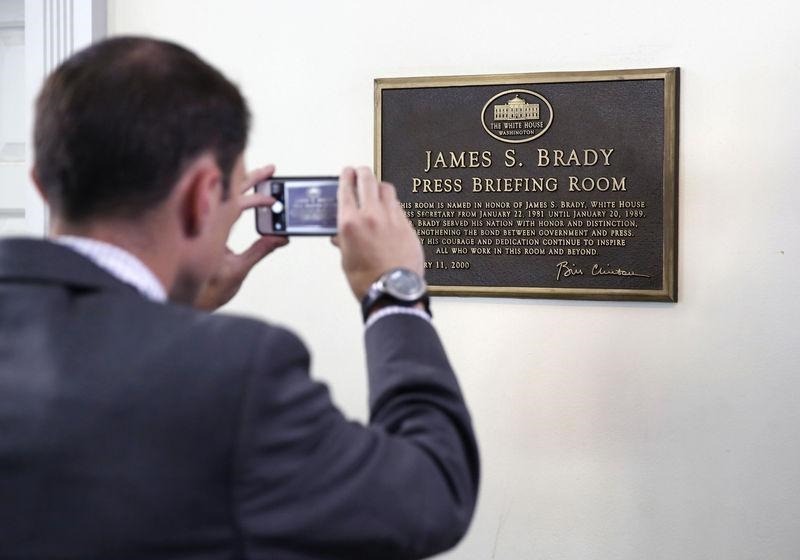 THE WHITE HOUSE
WASHINGTON
JAMES S. BRADY
PRESS BRIEFING ROOM
THIS ROOM IS NAMED IN HONOR OF JAMES S. BRADY, WHITE HOUSE
SS SECRETARY FROM JANUARY 22, 1981 UNTIL JANUARY 20, 1989.
. BRADY SERVED HIS NATION WITH HONOR AND DISTINCTION,
ENGTHENING THE BOND BETWEEN GOVERNMENT AND PRESS.
Y HIS COURAGE AND DEDICATION CONTINUE TO INSPIRE
ALL WHO WORK IN THIS ROOM AND BEYOND.
RY 11, 2000
Bill Clinton